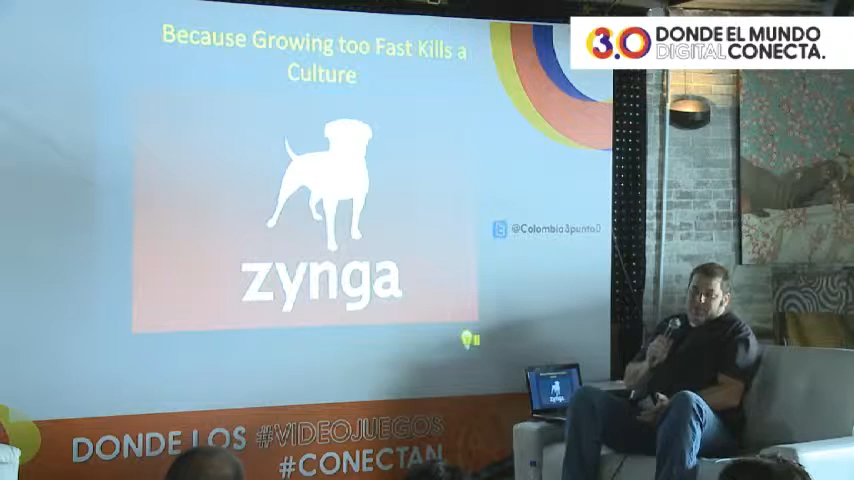 Because Growing too Fast Kills a
Culture
zynga
3.0 DONDE EL MUNDO
DIGITAL CONECTA.
@Colombia3punto0
zynga
DONDE LOS #VIDEOJUEGOS
#CONECTAN